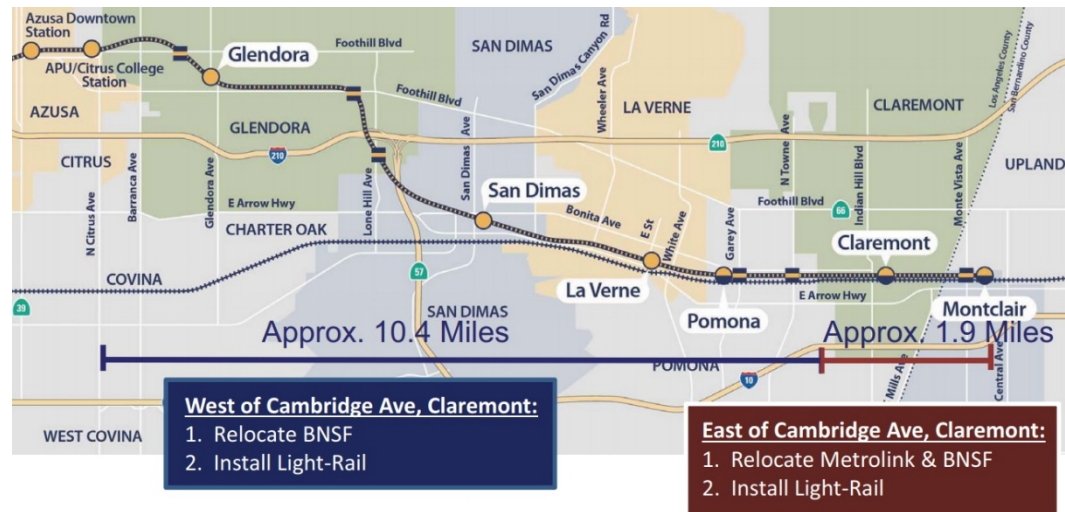 Azusa Downtown
Station
APU/Citrus College
Station
Glendora
Foothill Blvd
SAN DIMAS
San Dimas Canyon Rd
Los Angeles County
San Bernardino County
AZUSA
GLENDORA
210
Foothill Blvd
Wheeler Ave
LA VERNE
210
CLAREMONT
CITRUS
N Citrus Ave
Barranca Ave
Glendora Ave
Lone Hill Ave
San Dimas Ave
N Towne Ave
Indian Hill Blvd
Monte Vista Ave
UPLAND
E Arrow Hwy
San Dimas
Bonita Ave
E St
White Ave
Garey Ave
Foothill Blvd
66
CHARTER OAK
Claremont
COVINA
57
La Verne
E Arrow Hwy
39
SAN DIMAS
Pomona
Montclair
Approx. 10.4 Miles
Approx. 1.9 Miles
POMONA
10
Mills Ave
Central Ave
WEST COVINA
West of Cambridge Ave, Claremont:
1. Relocate BNSF
2. Install Light-Rail
East of Cambridge Ave, Claremont:
1. Relocate Metrolink & BNSF
2. Install Light-Rail